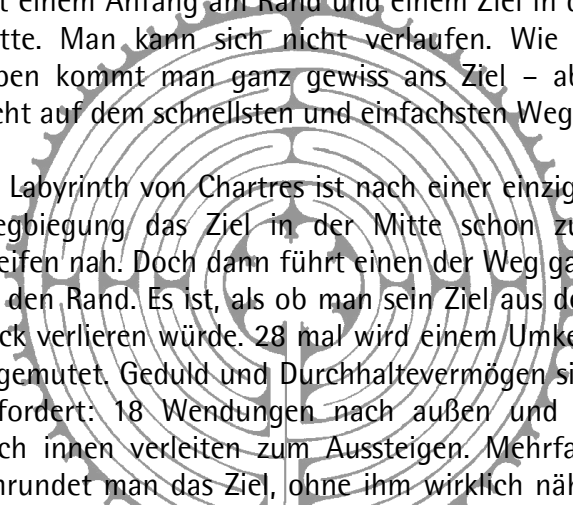 t einem Anfang am Rand und einem Ziel in d
tte. Man kann sich nicht verlaufen. Wie
ben kommt man ganz gewiss ans Ziel – ab
cht auf dem schnellsten und einfachsten Weg
Labyrinth von Chartres ist nach einer einzig
egbiegung das Ziel in der Mitte schon zu
eifen nah. Doch dann führt einen der Weg ga
den Rand. Es ist, als ob man sein Ziel aus de
ck verlieren würde. 28 mal wird einem Umke
gemutet. Geduld und Durchhaltevermögen si
fordert: 18 Wendungen nach außen und
ch innen verleiten zum Aussteigen. Mehrfa
nrundet man das Ziel, ohne ihm wirklich näh